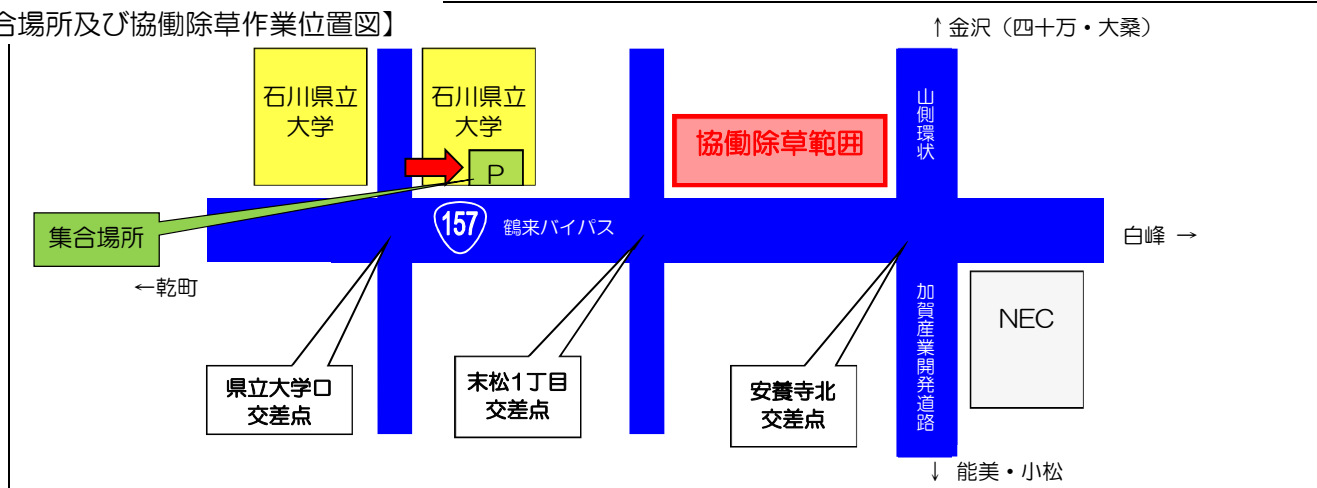 合場所及び協働除草作業位置図】
↑金沢（四十万・大桑）
石川県立
大学
石川県立
大学
P
協働除草範囲
山側環状
集合場所
157
鶴来バイパス
白峰 →
←乾町
加賀産業開発道路
NEC
県立大学口
交差点
末松1丁目
交差点
安養寺北
交差点
↓ 能美・小松